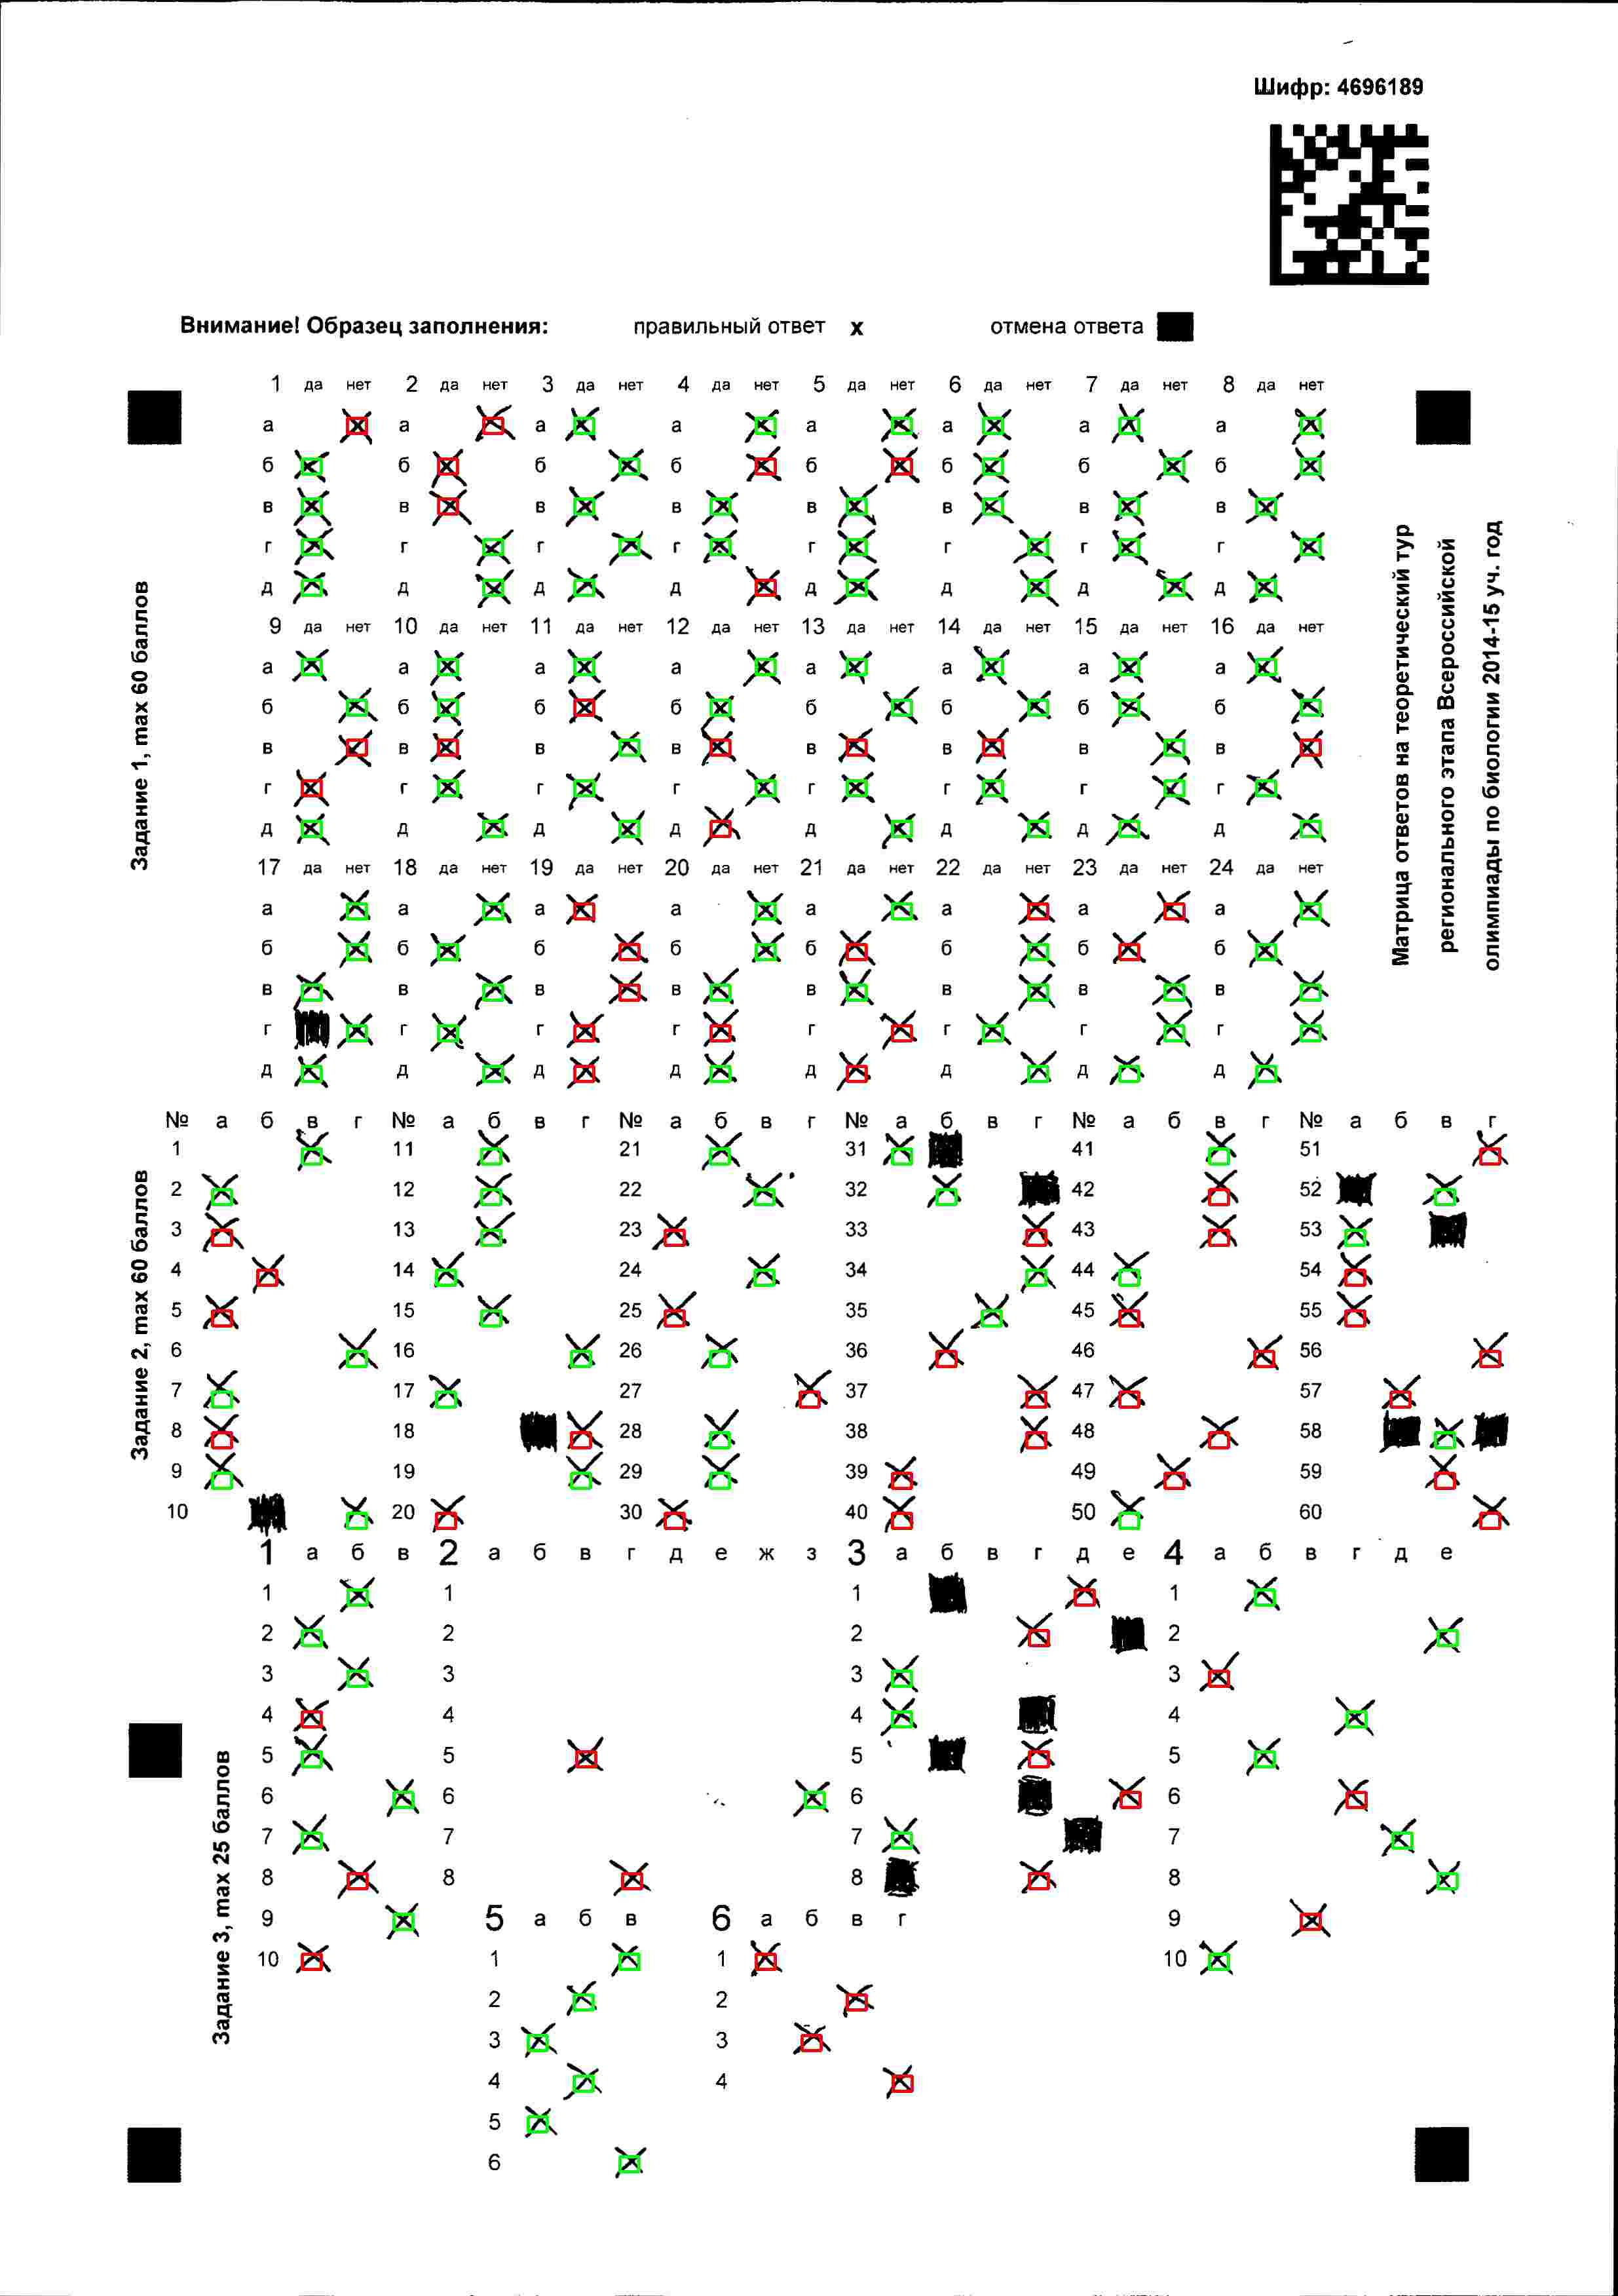 Шифр: 4696189
Внимание! Образец заполнения: правильный ответ x отмена ответа
1 да нет 2 да нет 3 да нет 4 да нет 5 да нет 6 да нет 7 да нет 8 да нет
а а а а а а а а
б б б б б б б б
в в в в в в в в
г г г г г г г г
д д д д д д д д
9 да нет 10 да нет 11 да нет 12 да нет 13 да нет 14 да нет 15 да нет 16 да нет
а а а а а а а а
б б б б б б б б
в в в в в в в в
г г г г г г г г
д д д д д д д д
17 да нет 18 да нет 19 да нет 20 да нет 21 да нет 22 да нет 23 да нет 24 да нет
а а а а а а а а
б б б б б б б б
в в в в в в в в
г г г г г г г г
д д д д д д д д
Задание 1, max 60 баллов
Матрица ответов на теоретический тур
регионального этапа Всероссийской
олимпиады по биологии 2014-15 уч. год
№ а б в г № а б в г № а б в г № а б в г № а б в г № а б в г
1 11 21 31 41 51
2 12 22 32 42 52
3 13 23 33 43 53
4 14 24 34 44 54
5 15 25 35 45 55
6 16 26 36 46 56
7 17 27 37 47 57
8 18 28 38 48 58
9 19 29 39 49 59
10 20 30 40 50 60
Задание 2, max 60 баллов
1 а б в 2 а б в г д е ж з 3 а б в г д е 4 а б в г д е
1 1 1 1
2 2 2 2
3 3 3 3
4 4 4 4
5 5 5 5
6 6 6 6
7 7 7 7
8 8 8 8
9 5 а б в 6 а б в г 9
10 1 1 10
2 2
3 3
4 4
5
6
Задание 3, max 25 баллов